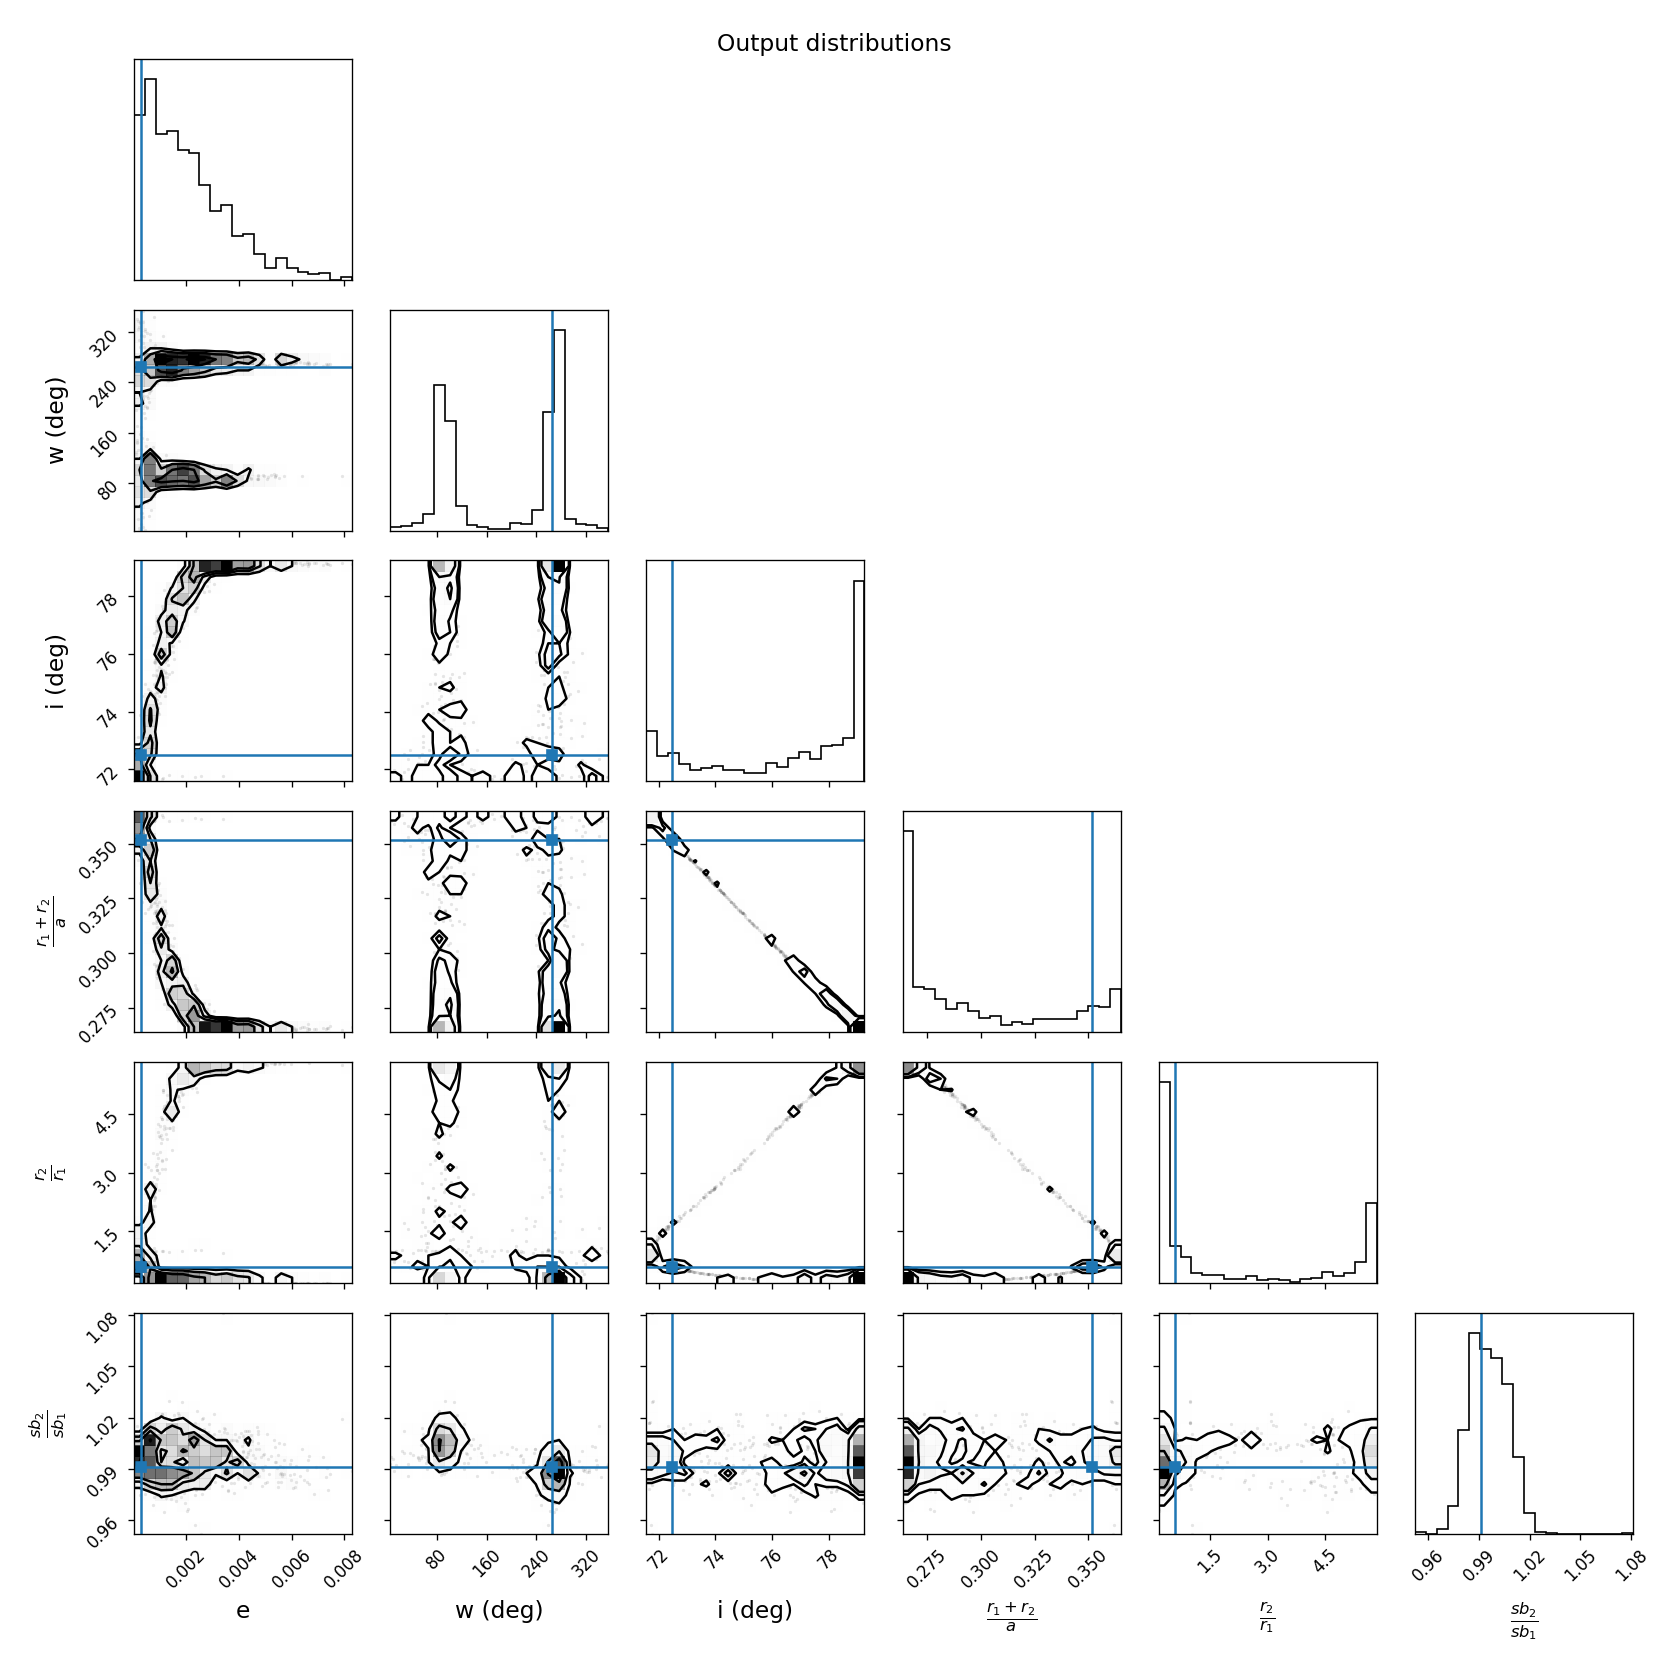 Output distributions
w (deg)
320
240
160
80
i (deg)
78
76
74
72
r₁ + r₂
a
0.350
0.325
0.300
0.275
r₂
r₁
4.5
3.0
1.5
sb₂
sb₁
1.08
1.05
1.02
0.99
0.96
0.002 0.004 0.006 0.008 80 160 240 320 72 74 76 78 0.275 0.300 0.325 0.350 1.5 3.0 4.5 0.96 0.99 1.02 1.05 1.08
e w (deg) i (deg) r₁ + r₂ r₂ sb₂
a r₁ sb₁